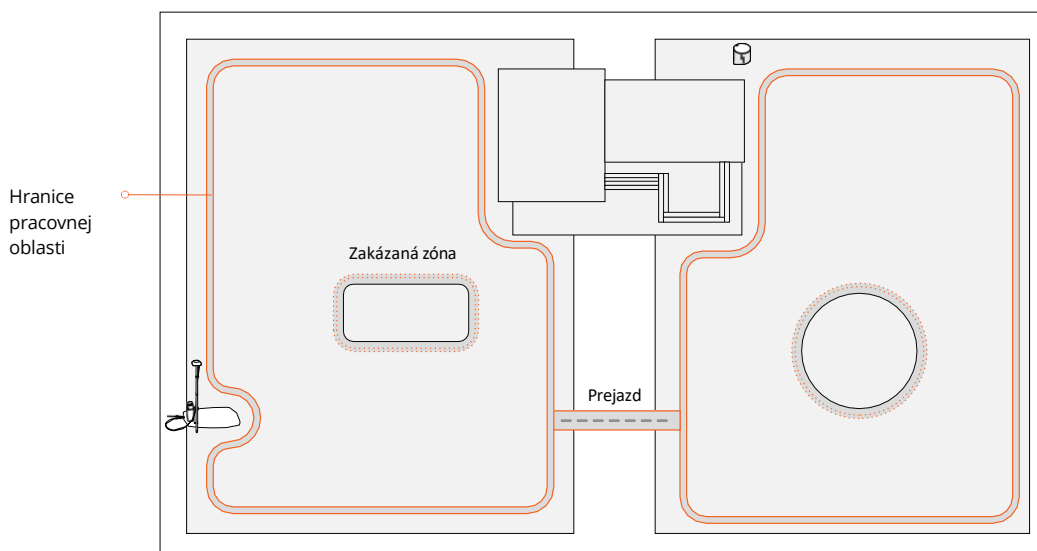 Hranice
pracovnej
oblasti
Zakázaná zóna
Prejazd